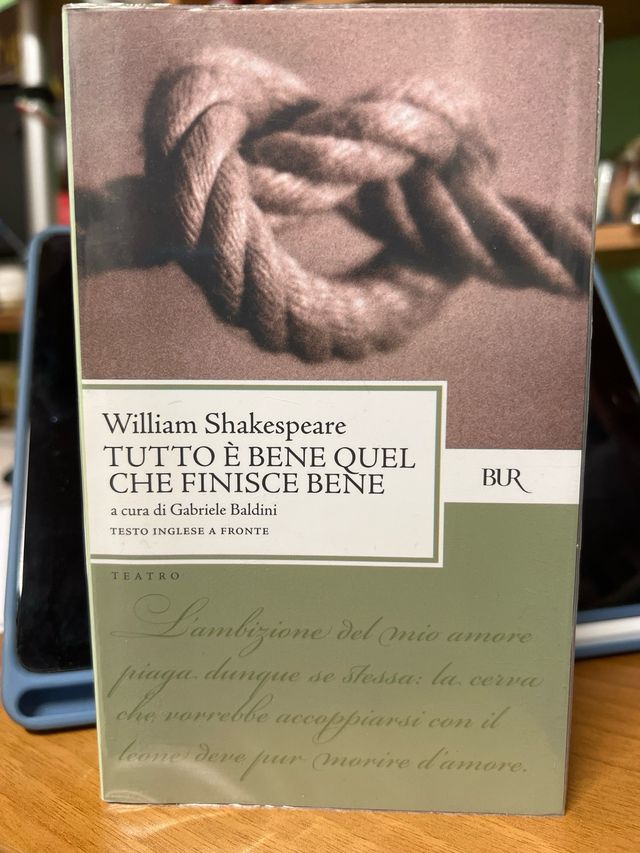 William Shakespeare
TUTTO È BENE QUEL
CHE FINISCE BENE
a cura di Gabriele Baldini
TESTO INGLESE A FRONTE
BUR
TEATRO
L'ambizione del mio amore
piaga dunque se stessa: la cerva
che vorrebbe accoppiarsi con il
leone deve pur morire d'amore.